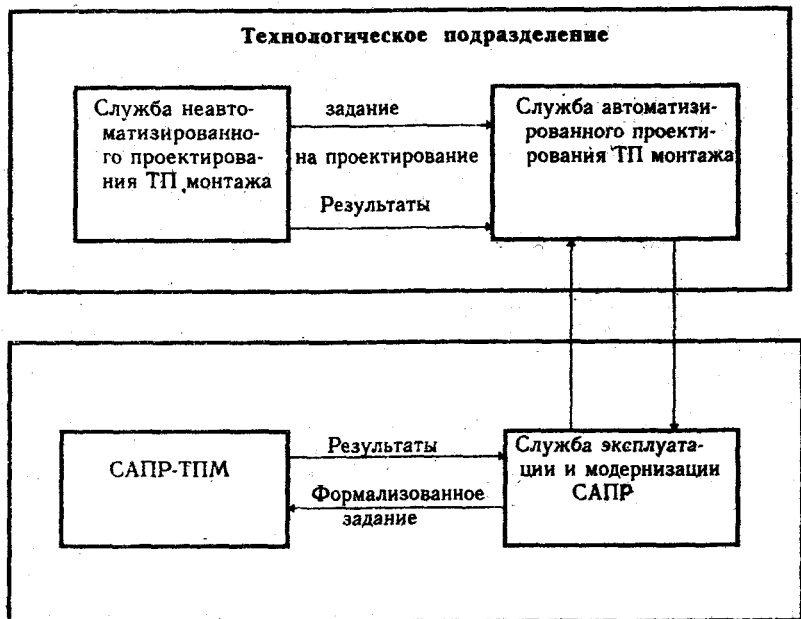 Технологическое подразделение
Служба неавто-
матизированно-
го проектирова-
ния ТП монтажа
задание
на проектирование
Результаты
Служба автоматизи-
рованного проекти-
рования ТП монтажа
САПР-ТПМ
Результаты
Формализованное
задание
Служба эксплуата-
ции и модернизации
САПР